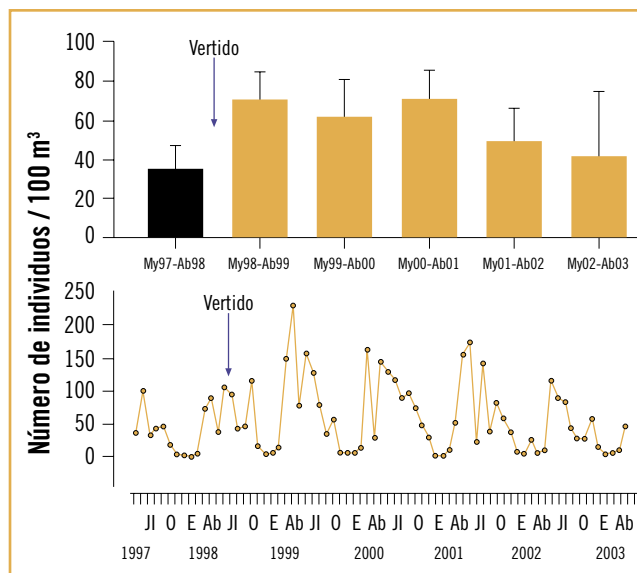 Número de individuos / 100 m³
100
80
60
40
20
0
Vertido
My97-Ab98
My98-Ab99
My99-Ab00
My00-Ab01
My01-Ab02
My02-Ab03
250
200
150
100
50
0
Vertido
Jl O E Ab Jl O E Ab Jl O E Ab Jl O E Ab Jl O E Ab Jl O E Ab
1997 1998 1999 2000 2001 2002 2003